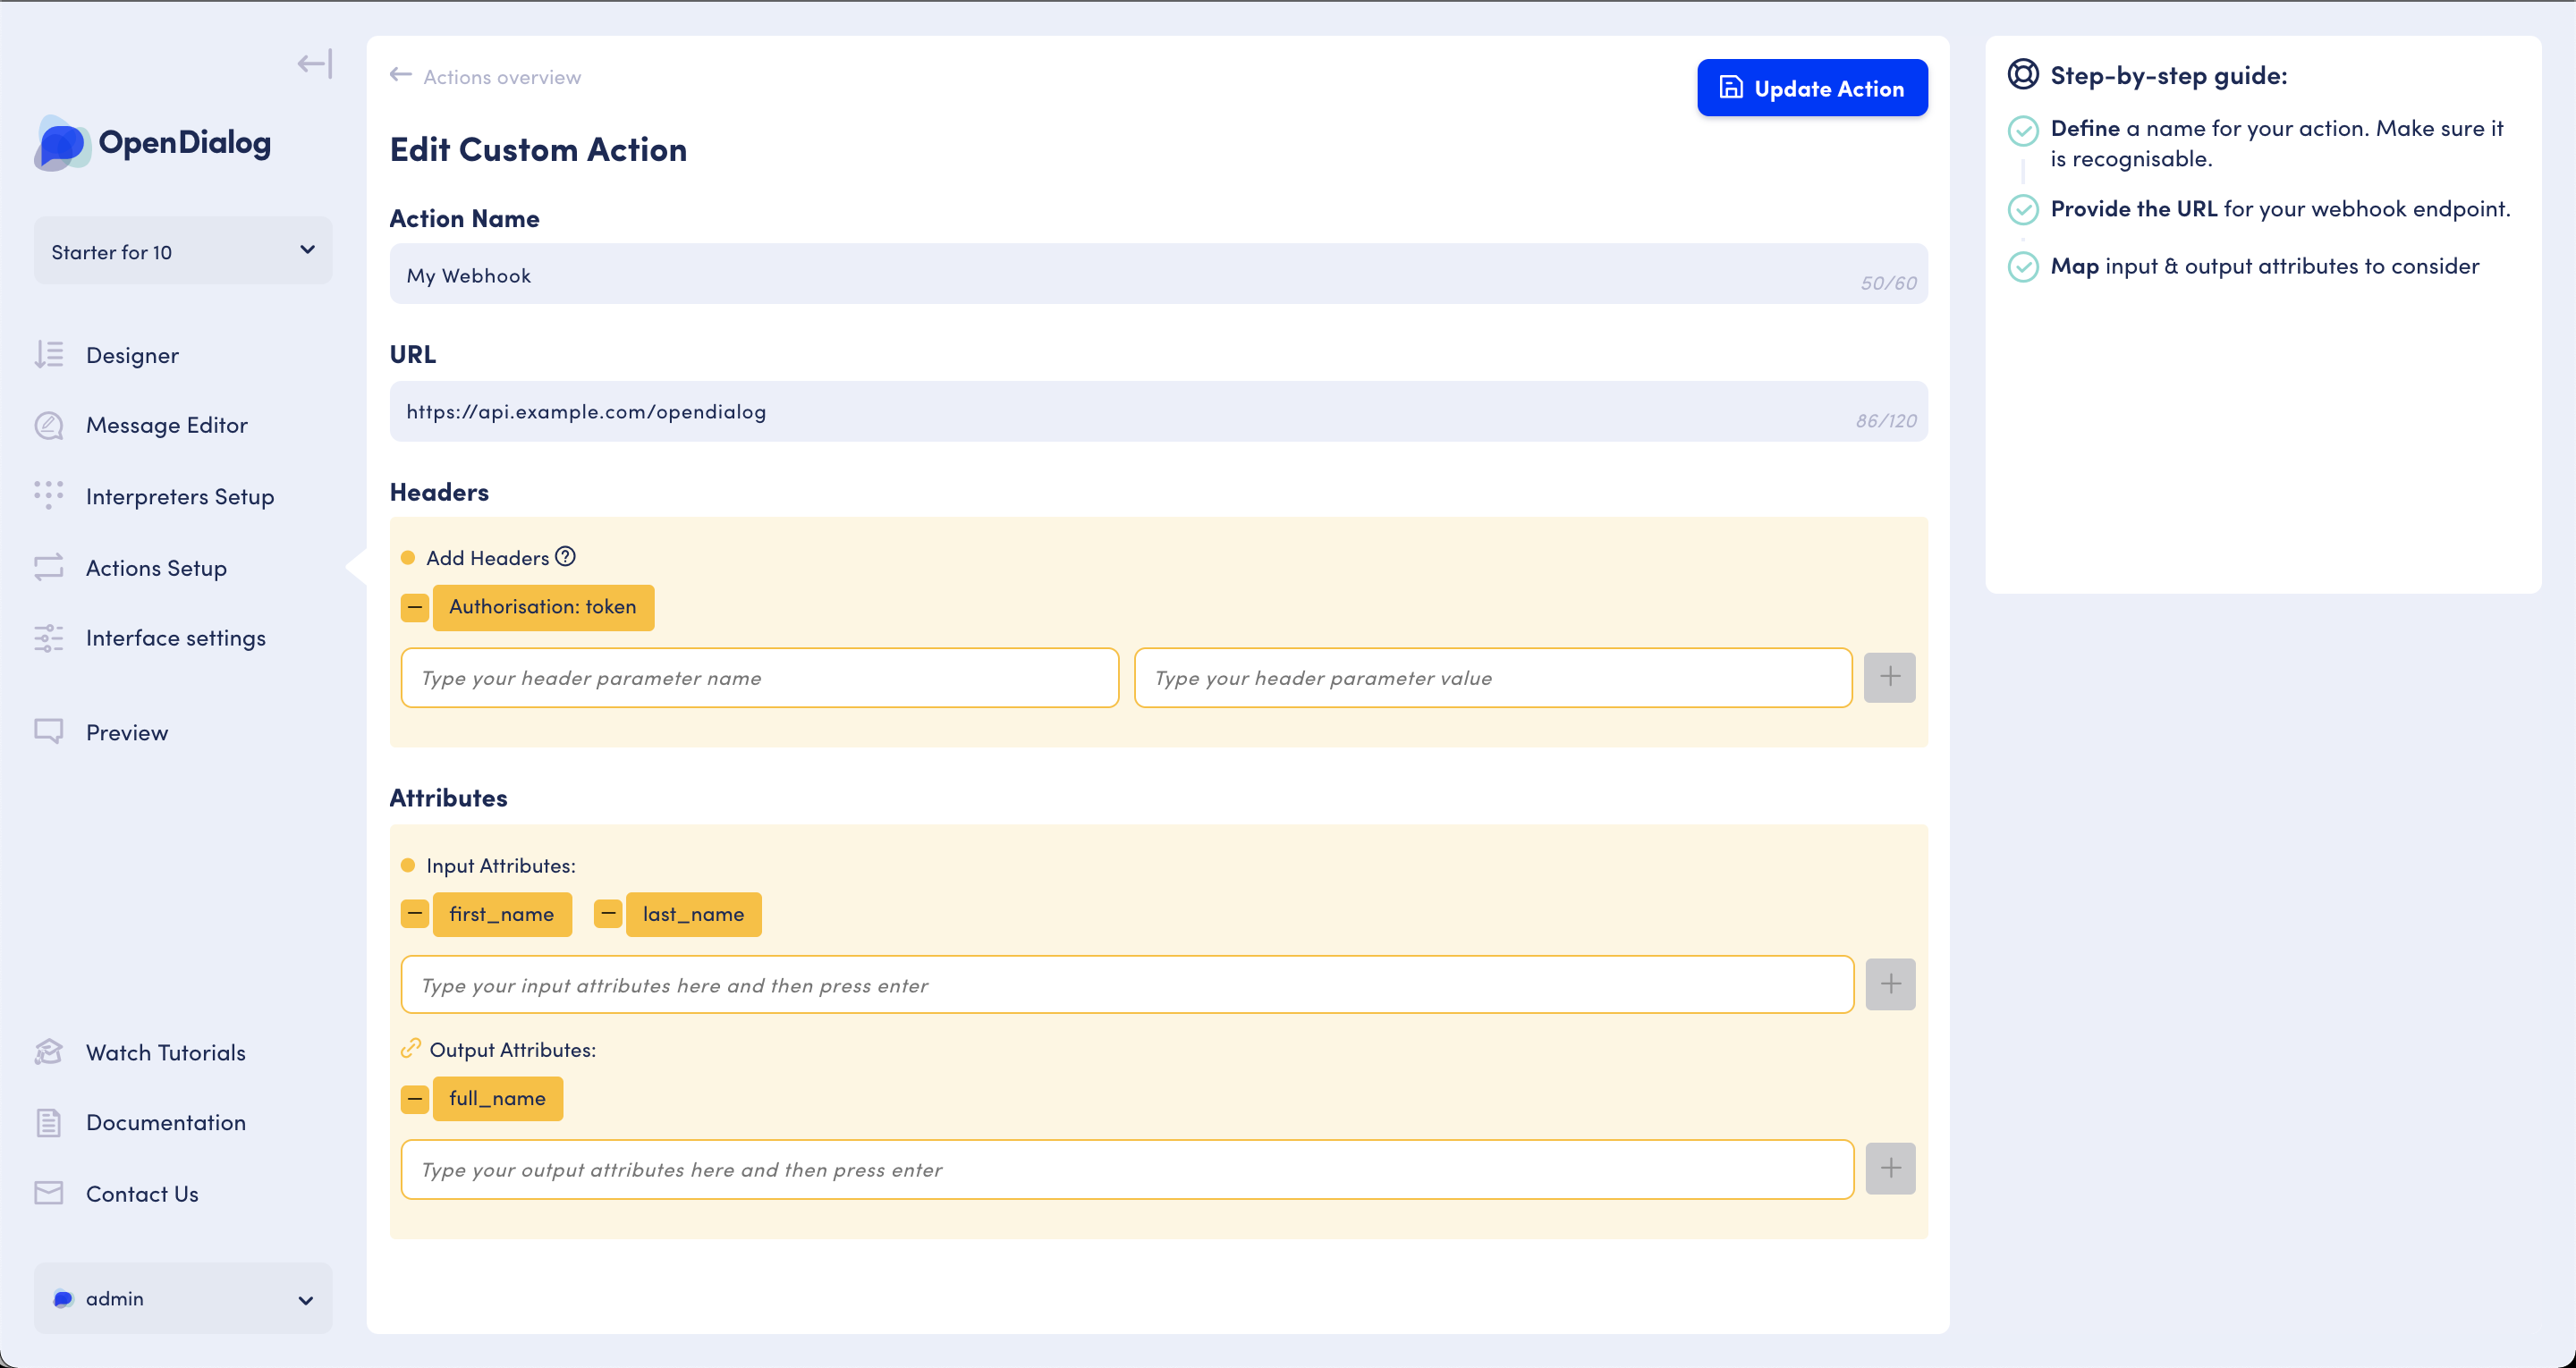 OpenDialog
Starter for 10
Designer
Message Editor
Interpreters Setup
Actions Setup
Interface settings
Preview
Watch Tutorials
Documentation
Contact Us
admin
Actions overview
Update Action
Edit Custom Action
Action Name
My Webhook
50/60
URL
https://api.example.com/opendialog
86/120
Headers
Add Headers
Authorisation: token
Type your header parameter name
Type your header parameter value
Attributes
Input Attributes:
first_name
last_name
Type your input attributes here and then press enter
Output Attributes:
full_name
Type your output attributes here and then press enter
Step-by-step guide:
Define a name for your action. Make sure it
is recognisable.
Provide the URL for your webhook endpoint.
Map input & output attributes to consider